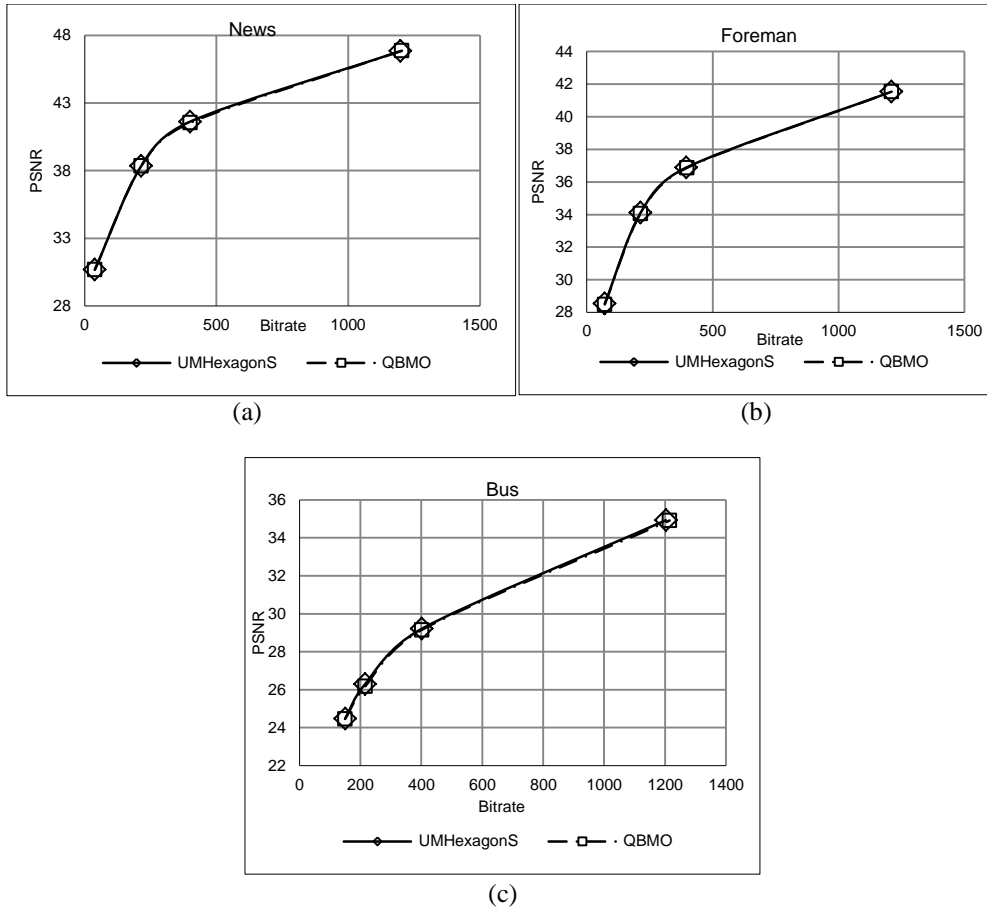 News
48
43
38
33
28
PSNR
0 500 1000 1500
Bitrate
UMHexagonS QBMO
(a)
Foreman
44
42
40
38
36
34
32
30
28
PSNR
0 500 1000 1500
Bitrate
UMHexagonS QBMO
(b)
Bus
36
34
32
30
28
26
24
22
PSNR
0 200 400 600 800 1000 1200 1400
Bitrate
UMHexagonS QBMO
(c)